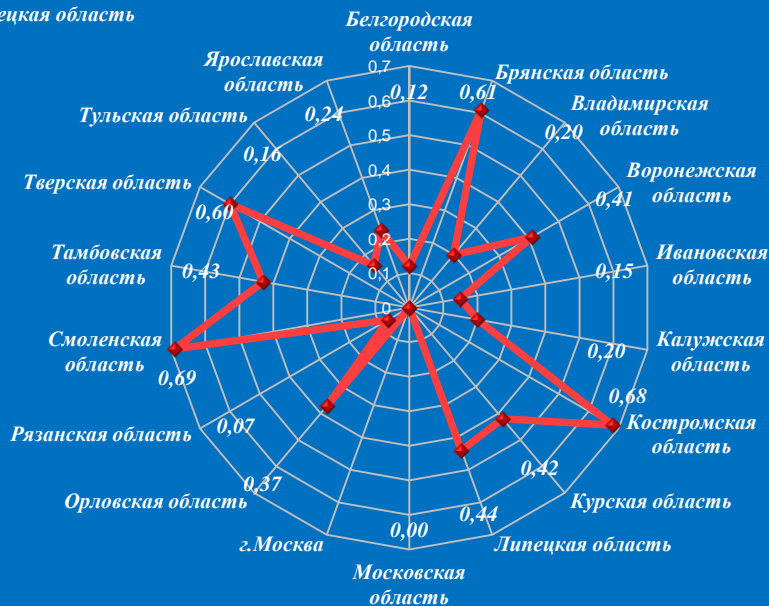 ецкая область
Белгородская
область
0,12
Брянская область
0,61
Владимирская
область
0,20
Воронежская
область
0,41
Ивановская
область
0,15
Калужская
область
0,20
Костромская
область
0,68
Курская область
0,42
Липецкая область
0,44
Московская
область
0,00
г.Москва
Орловская область
0,37
Рязанская область
0,07
Смоленская
область
0,69
Тамбовская
область
0,43
Тверская область
0,60
Тульская область
0,16
Ярославская
область
0,24
0,7
0,6
0,5
0,4
0,3
0,2
0,1
0